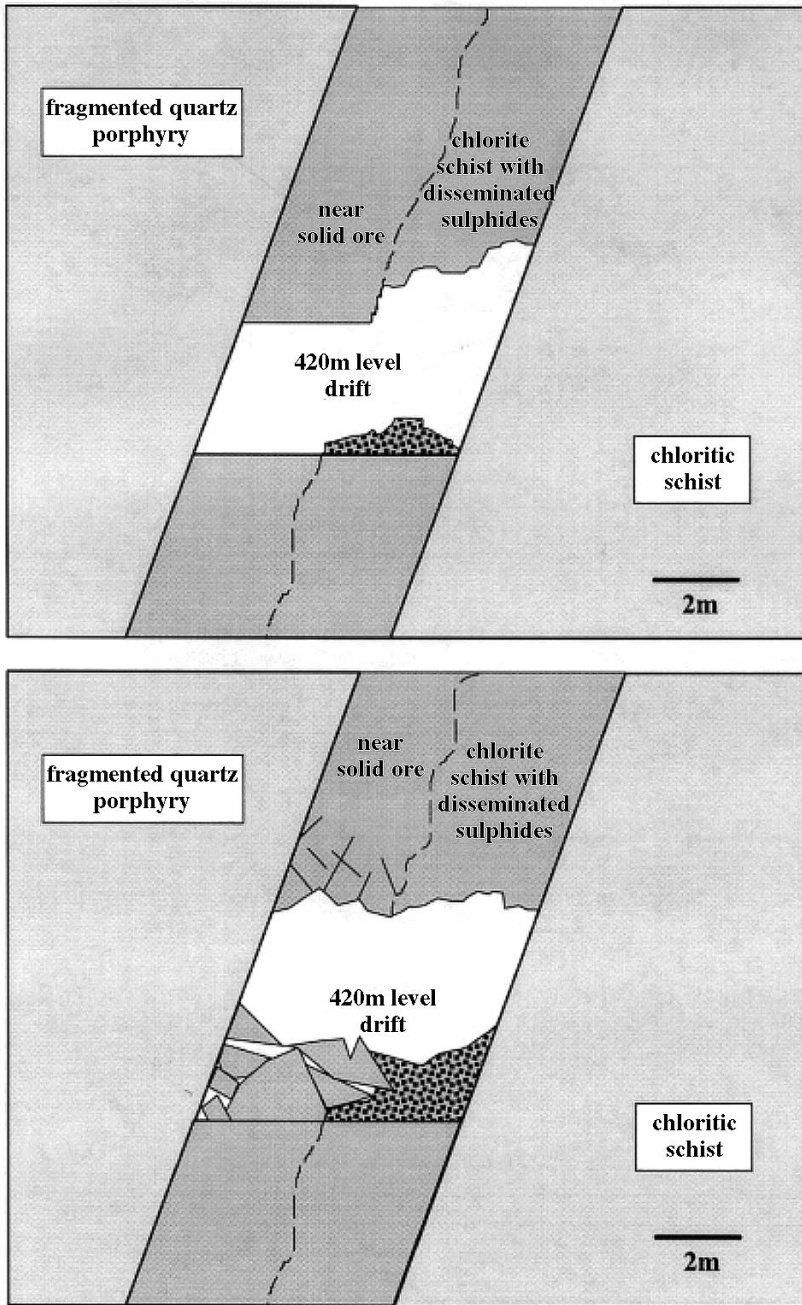 fragmented quartz
porphyry
chlorite
schist with
disseminated
sulphides
near
solid ore
420m level
drift
chloritic
schist
2m
near
solid ore
chlorite
schist with
disseminated
sulphides
fragmented quartz
porphyry
420m level
drift
chloritic
schist
2m